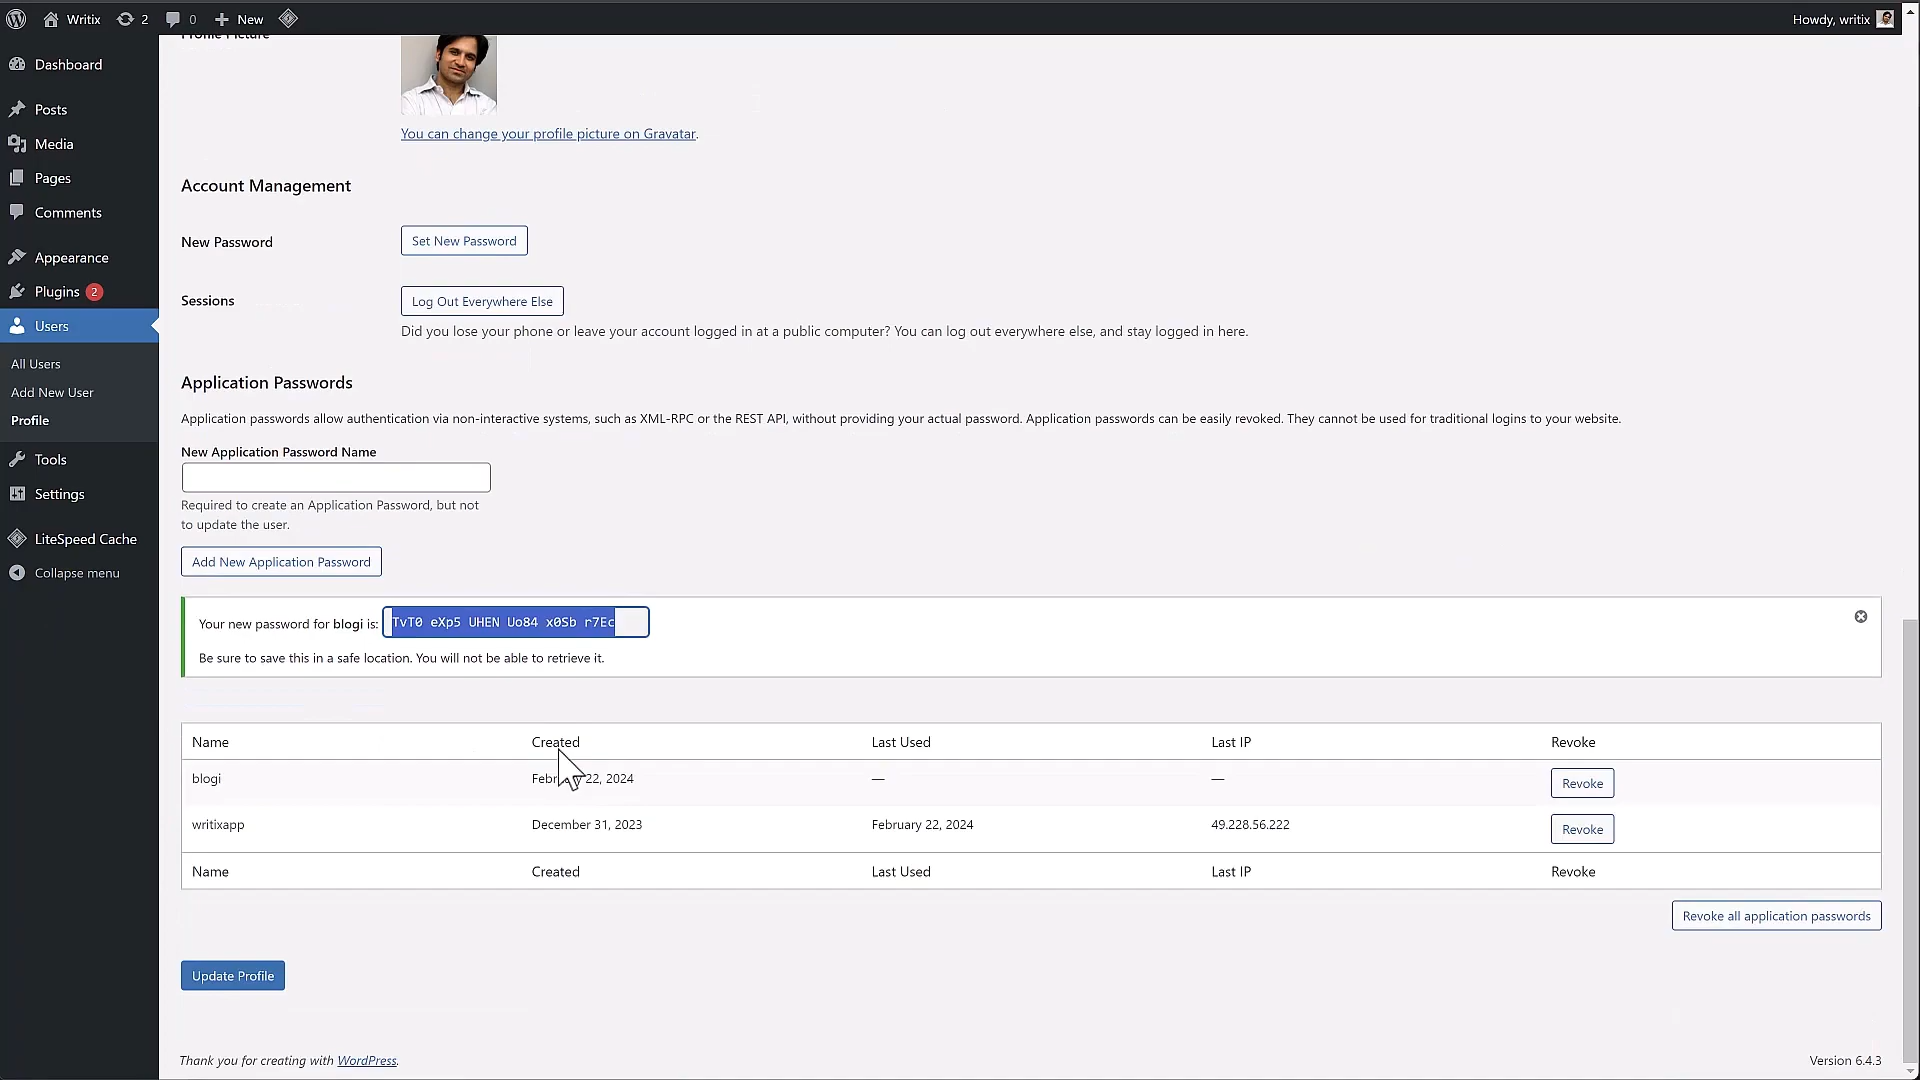 Writix 2 0 New Howdy, writix
Profile Picture
Dashboard
Posts
Media
Pages
Comments
Appearance
Plugins 2
Users
All Users
Add New User
Profile
Tools
Settings
LiteSpeed Cache
Collapse menu
You can change your profile picture on Gravatar.
Account Management
New Password Set New Password
Sessions Log Out Everywhere Else
Did you lose your phone or leave your account logged in at a public computer? You can log out everywhere else, and stay logged in here.
Application Passwords
Application passwords allow authentication via non-interactive systems, such as XML-RPC or the REST API, without providing your actual password. Application passwords can be easily revoked. They cannot be used for traditional logins to your website.
New Application Password Name
Required to create an Application Password, but not
to update the user.
Add New Application Password
Your new password for blogi is: TvT0 eXp5 UHEN Uo84 x0Sb r7Ec
Be sure to save this in a safe location. You will not be able to retrieve it.
Name Created Last Used Last IP Revoke
blogi February 22, 2024 — — Revoke
writixapp December 31, 2023 February 22, 2024 49.228.56.222 Revoke
Name Created Last Used Last IP Revoke
Revoke all application passwords
Update Profile
Thank you for creating with WordPress. Version 6.4.3